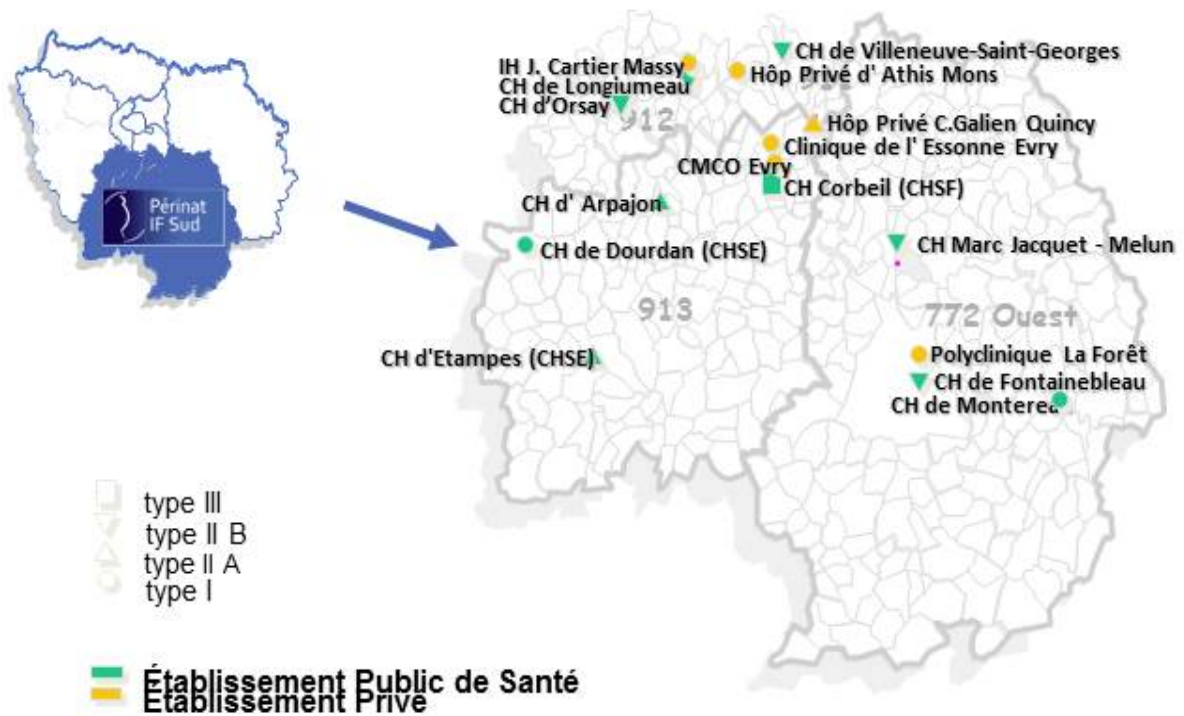 Périnat
IF Sud
CH de Villeneuve-Saint-Georges
IH J. Cartier Massy
Hôp Privé d' Athis Mons
CH de Longjumeau
CH d'Orsay
912
Hôp Privé C.Galien Quincy
Clinique de l' Essonne Evry
CMCO Evry
CH Corbeil (CHSF)
CH d' Arpajon
CH de Dourdan (CHSE)
CH Marc Jacquet - Melun
913
772 Ouest
CH d'Etampes (CHSE)
Polyclinique La Forêt
CH de Fontainebleau
CH de Monterea
type III
type II B
type II A
type I
Établissement Public de Santé
Etablissement Privé